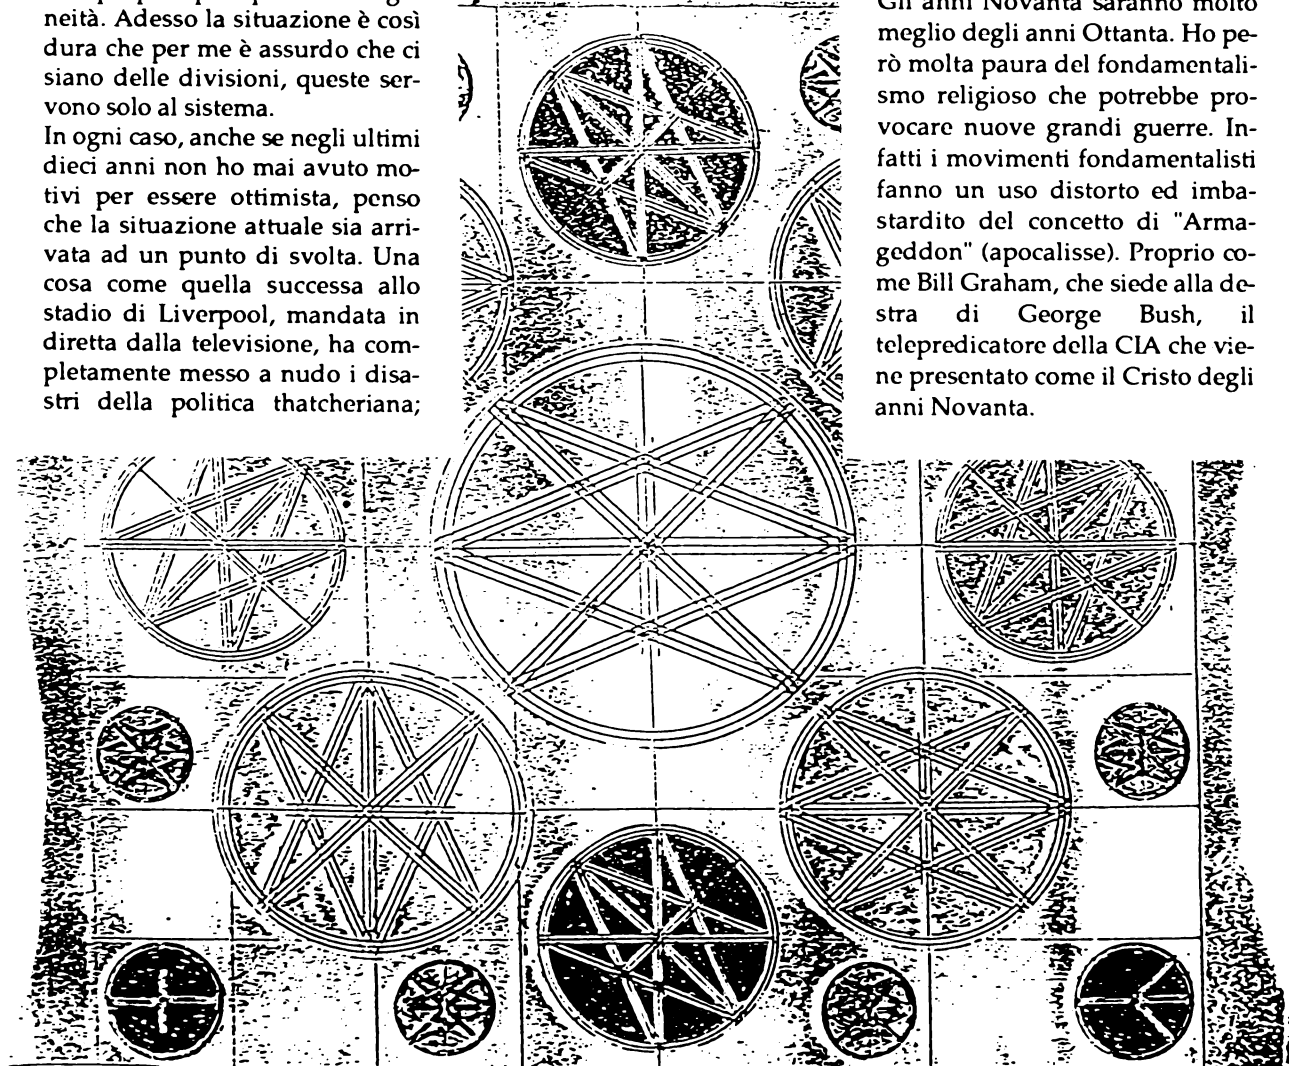 neità. Adesso la situazione è così
dura che per me è assurdo che ci
siano delle divisioni, queste ser-
vono solo al sistema.
In ogni caso, anche se negli ultimi
dieci anni non ho mai avuto mo-
tivi per essere ottimista, penso
che la situazione attuale sia arri-
vata ad un punto di svolta. Una
cosa come quella successa allo
stadio di Liverpool, mandata in
diretta dalla televisione, ha com-
pletamente messo a nudo i disa-
stri della politica thatcheriana;
Gli anni Novanta saranno molto
meglio degli anni Ottanta. Ho pe-
rò molta paura del fondamentali-
smo religioso che potrebbe pro-
vocare nuove grandi guerre. In-
fatti i movimenti fondamentalisti
fanno un uso distorto ed imba-
stardito del concetto di "Arma-
geddon" (apocalisse). Proprio co-
me Bill Graham, che siede alla de-
stra di George Bush, il
telepredicatore della CIA che vie-
ne presentato come il Cristo degli
anni Novanta.